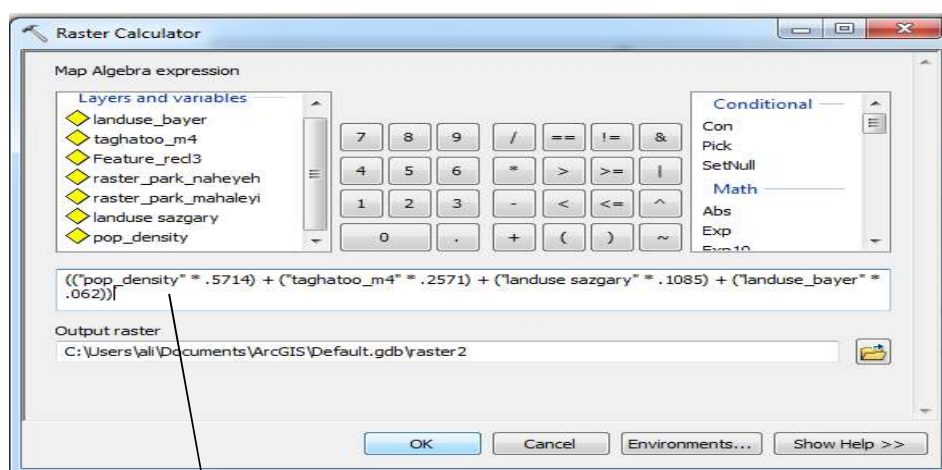 Raster Calculator
Map Algebra expression
Layers and variables
landuse_bayer
taghatoo_m4
Feature_recl3
raster_park_naheyeh
raster_park_mahaleyi
landuse sazgary
pop_density
7 8 9 / == != &
4 5 6 * > >= |
1 2 3 - < <= ^
0 . + ( ) ~
Conditional
Con
Pick
SetNull
Math
Abs
Exp
Exp10
(("pop_density" * .5714) + ("taghatoo_m4" * .2571) + ("landuse sazgary" * .1085) + ("landuse_bayer" *
.062))
Output raster
C:\Users\ali\Documents\ArcGIS\Default.gdb\raster2
OK Cancel Environments... Show Help >>